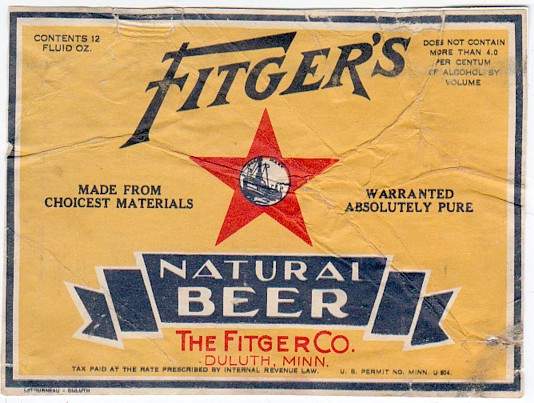 CONTENTS 12
FLUID OZ.
FITGER'S
DOES NOT CONTAIN
MORE THAN 4.0
PER CENTUM
OF ALCOHOL BY
VOLUME
MADE FROM
CHOICEST MATERIALS
WARRANTED
ABSOLUTELY PURE
NATURAL
BEER
THE FITGER CO.
DULUTH, MINN.
TAX PAID AT THE RATE PRESCRIBED BY INTERNAL REVENUE LAW. U. S. PERMIT NO. MINN. U 804.
DULUTH